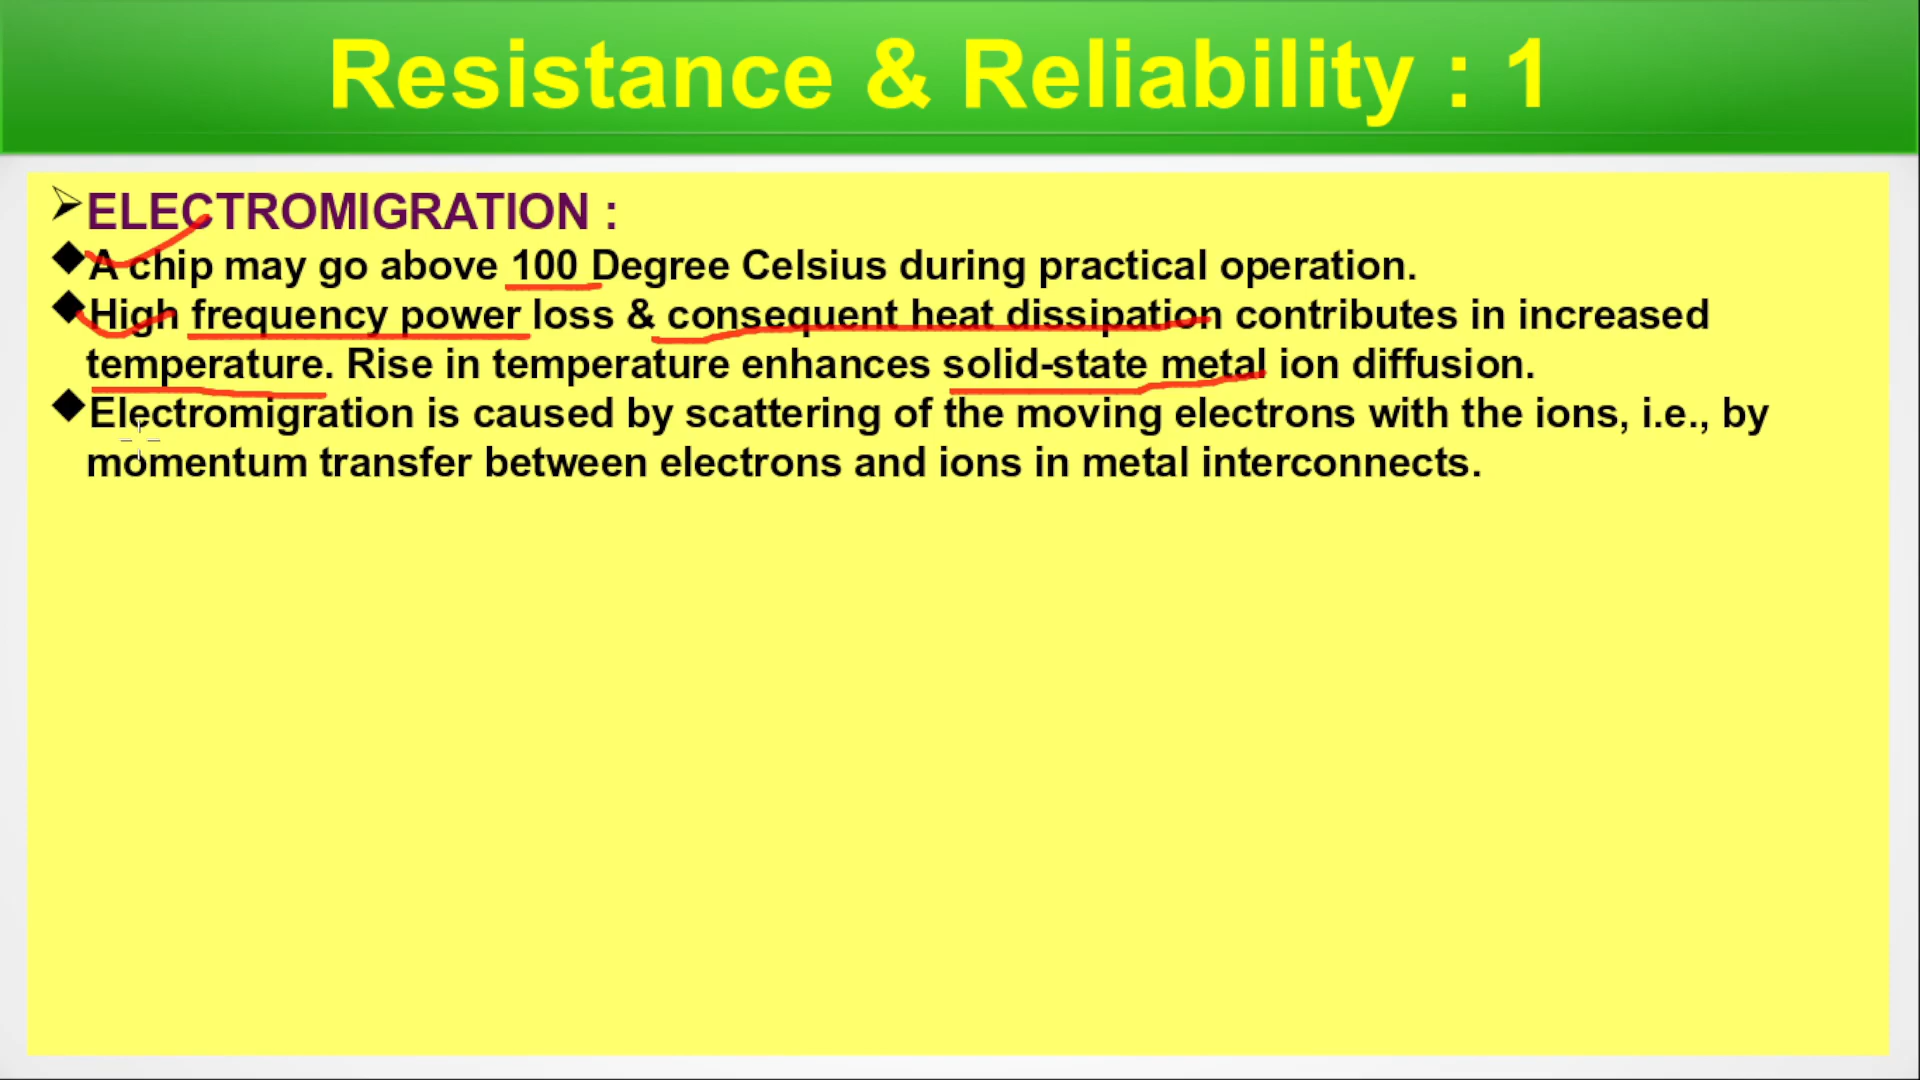 Resistance & Reliability : 1
➢ELECTROMIGRATION :
◆A chip may go above 100 Degree Celsius during practical operation.
◆High frequency power loss & consequent heat dissipation contributes in increased
temperature. Rise in temperature enhances solid-state metal ion diffusion.
◆Electromigration is caused by scattering of the moving electrons with the ions, i.e., by
momentum transfer between electrons and ions in metal interconnects.